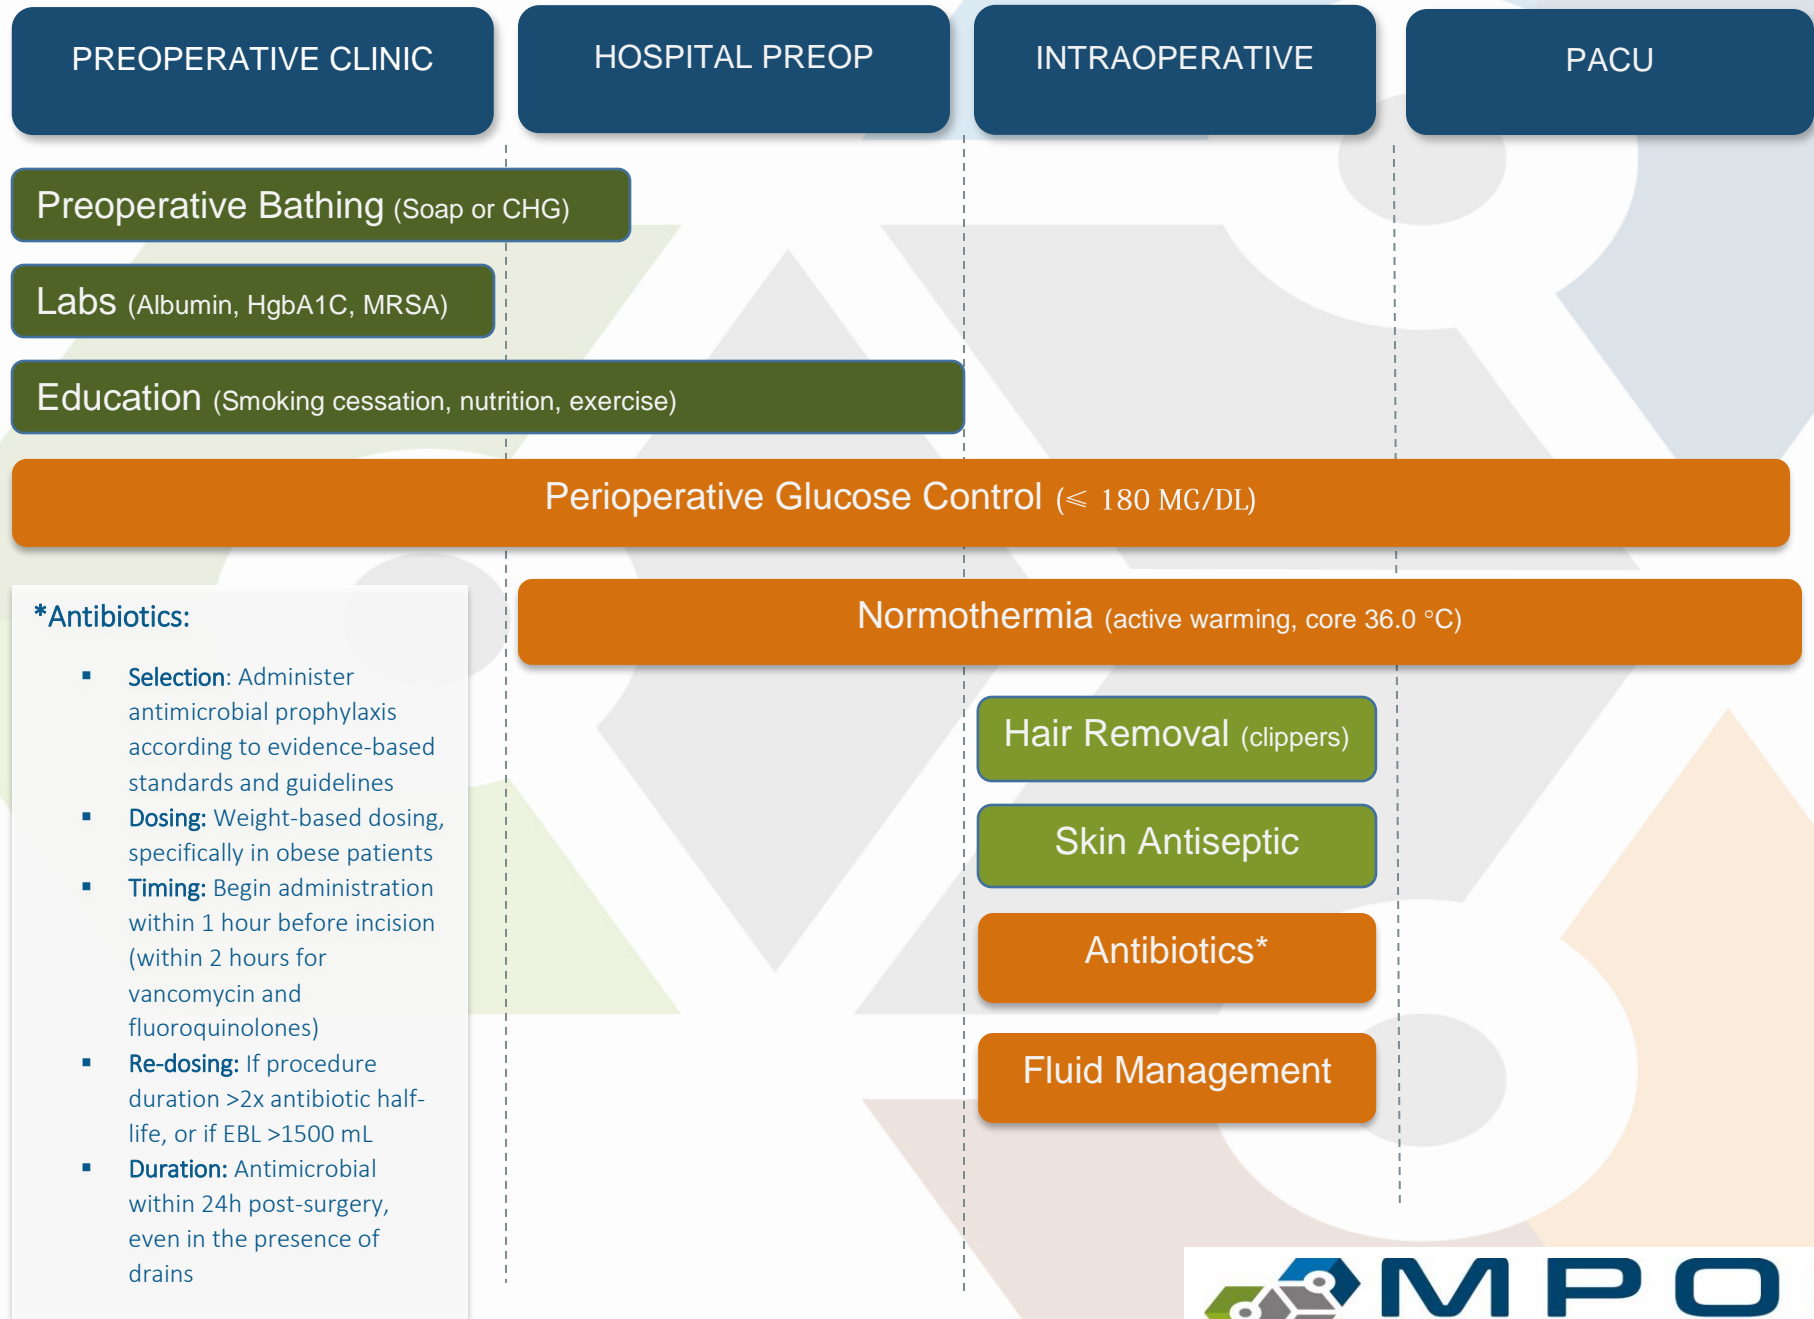 PREOPERATIVE CLINIC
HOSPITAL PREOP
INTRAOPERATIVE
PACU
Preoperative Bathing (Soap or CHG)
Labs (Albumin, HgbA1C, MRSA)
Education (Smoking cessation, nutrition, exercise)
Perioperative Glucose Control (⩽ 180 MG/DL)
Normothermia (active warming, core 36.0 °C)
*Antibiotics:
▪ Selection: Administer
antimicrobial prophylaxis
according to evidence-based
standards and guidelines
▪ Dosing: Weight-based dosing,
specifically in obese patients
▪ Timing: Begin administration
within 1 hour before incision
(within 2 hours for
vancomycin and
fluoroquinolones)
▪ Re-dosing: If procedure
duration >2x antibiotic half-
life, or if EBL >1500 mL
▪ Duration: Antimicrobial
within 24h post-surgery,
even in the presence of
drains
Hair Removal (clippers)
Skin Antiseptic
Antibiotics*
Fluid Management
MPO